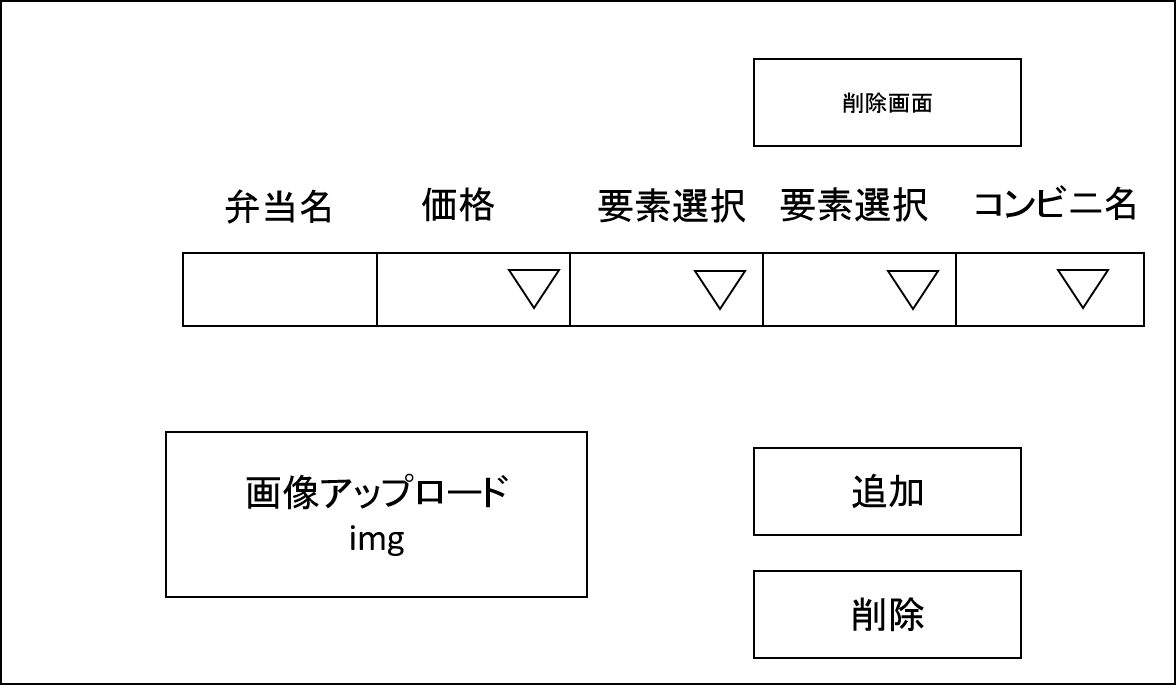 削除画面
弁当名
価格
要素選択
要素選択
コンビニ名
画像アップロード
img
追加
削除